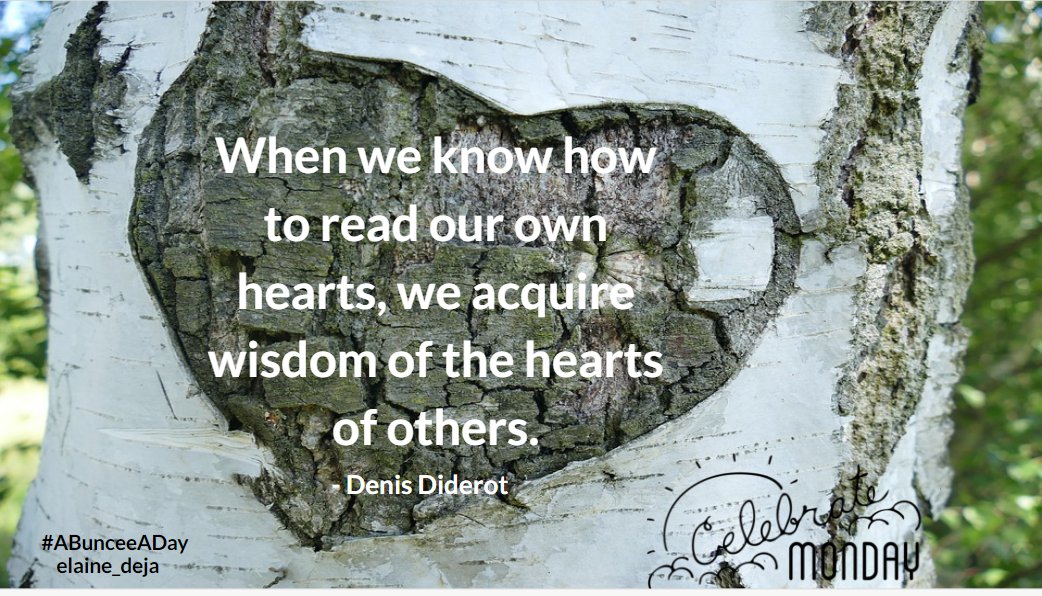 When we know how
to read our own
hearts, we acquire
wisdom of the hearts
of others.
- Denis Diderot
#ABunceeADay
elaine_deja
Celebrate
MONDAY